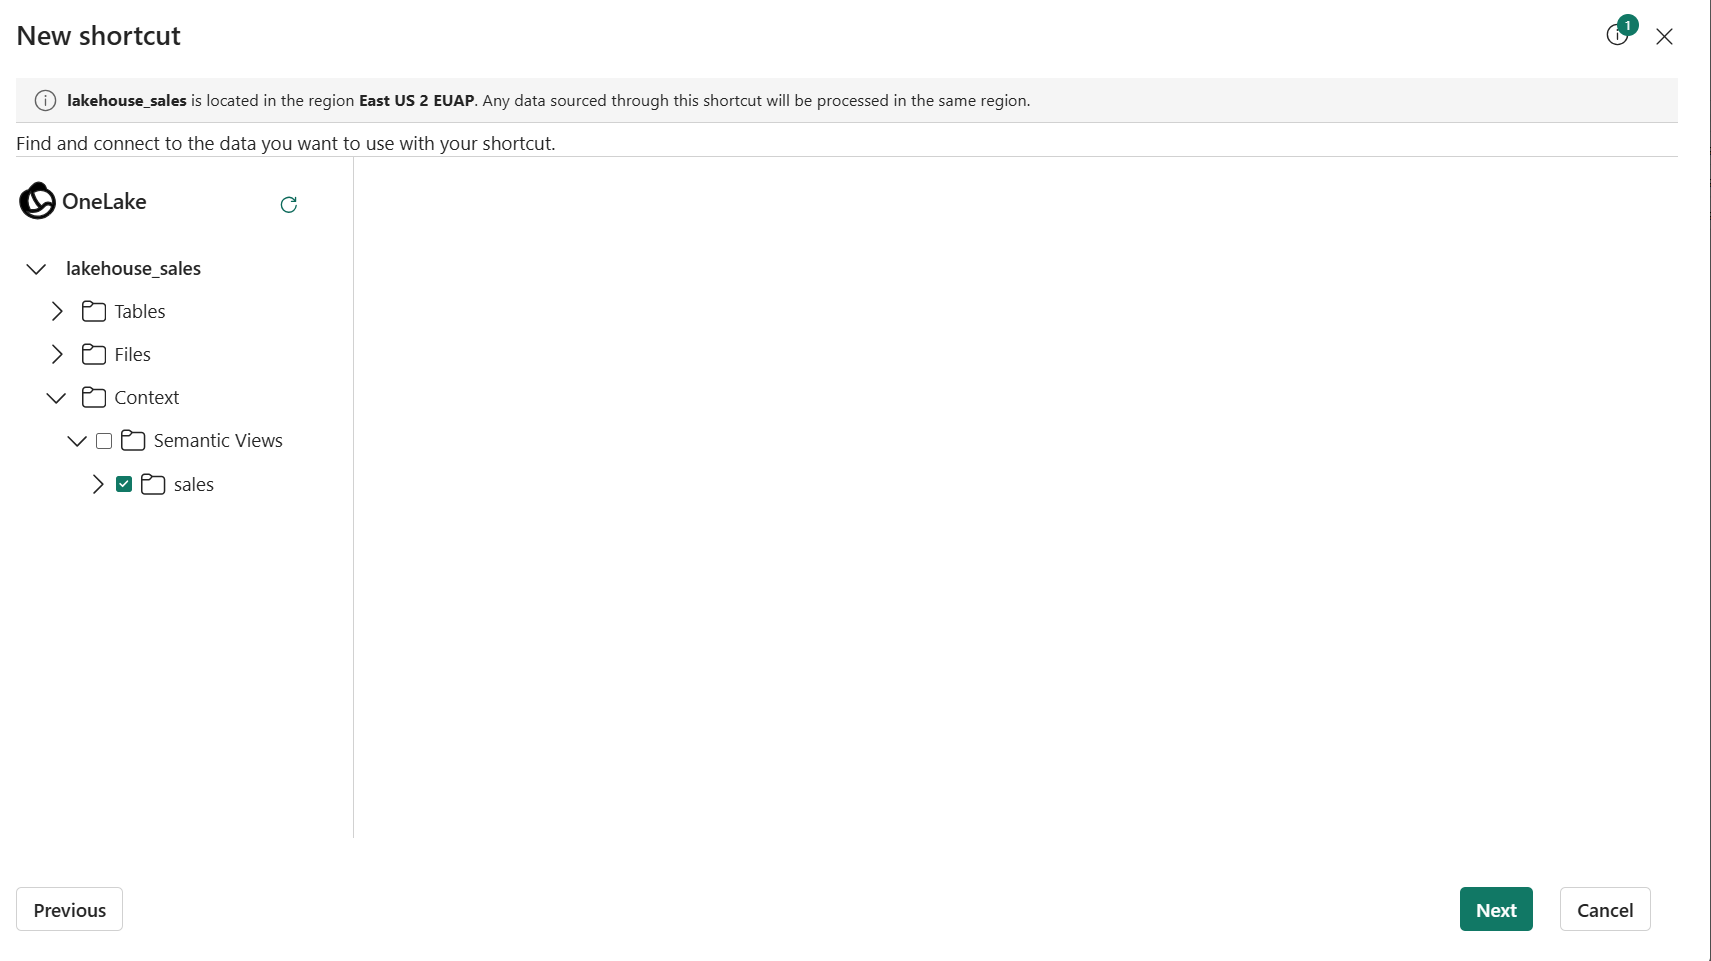 New shortcut
1
lakehouse_sales is located in the region East US 2 EUAP. Any data sourced through this shortcut will be processed in the same region.
Find and connect to the data you want to use with your shortcut.
OneLake
lakehouse_sales
Tables
Files
Context
Semantic Views
sales
Previous
Next
Cancel